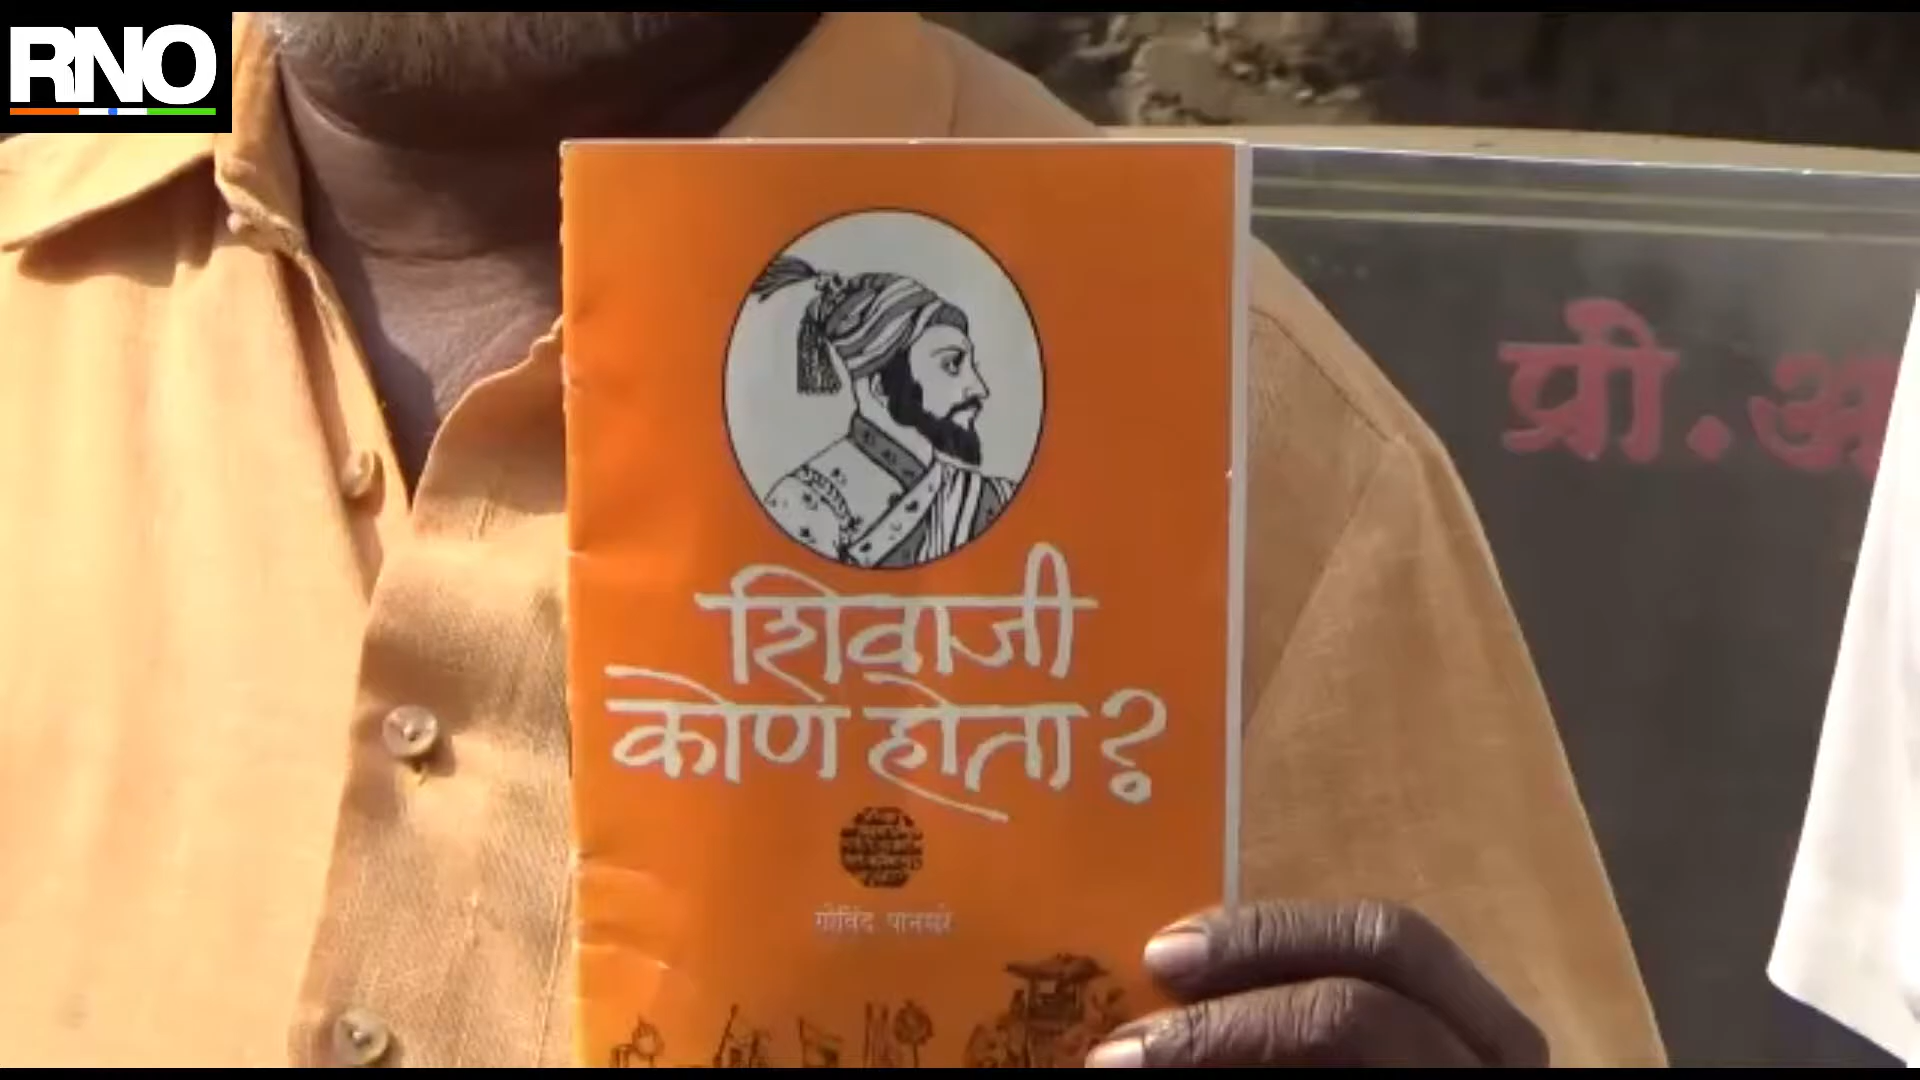 RNO
शिवाजी
कोण होता?
गोविंद पानसरे
प्रो. अ